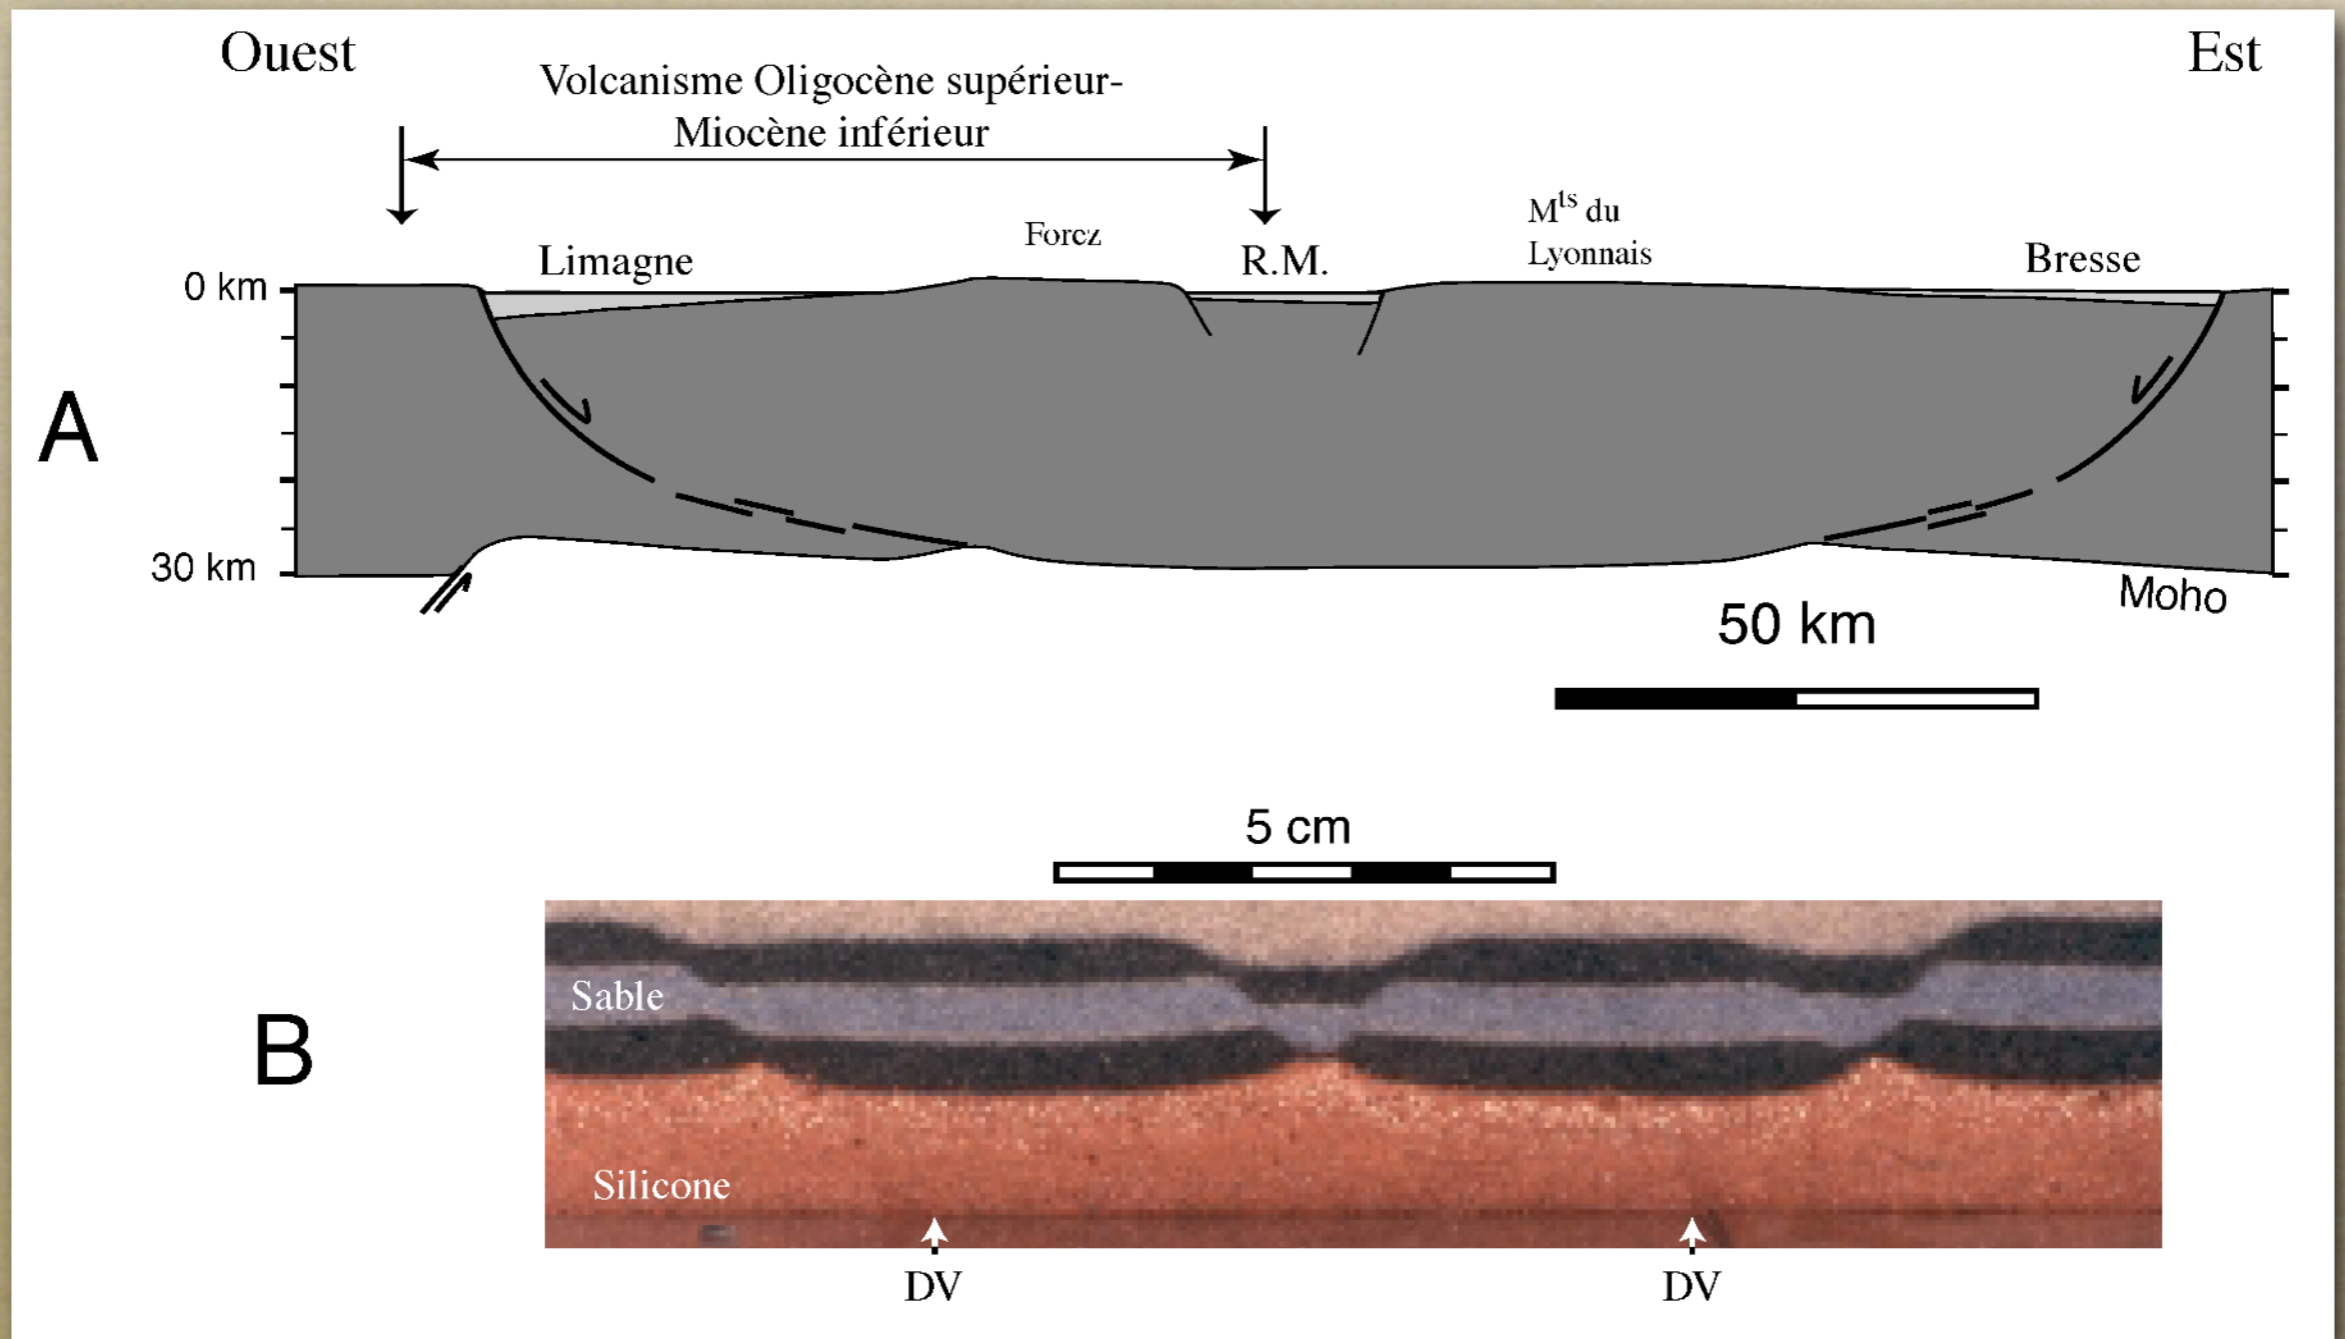 Ouest
Est
Volcanisme Oligocène supérieur-
Miocène inférieur
Limagne
Forez
R.M.
Mts du
Lyonnais
Bresse
0 km
A
30 km
Moho
50 km
5 cm
B
Sable
Silicone
DV
DV